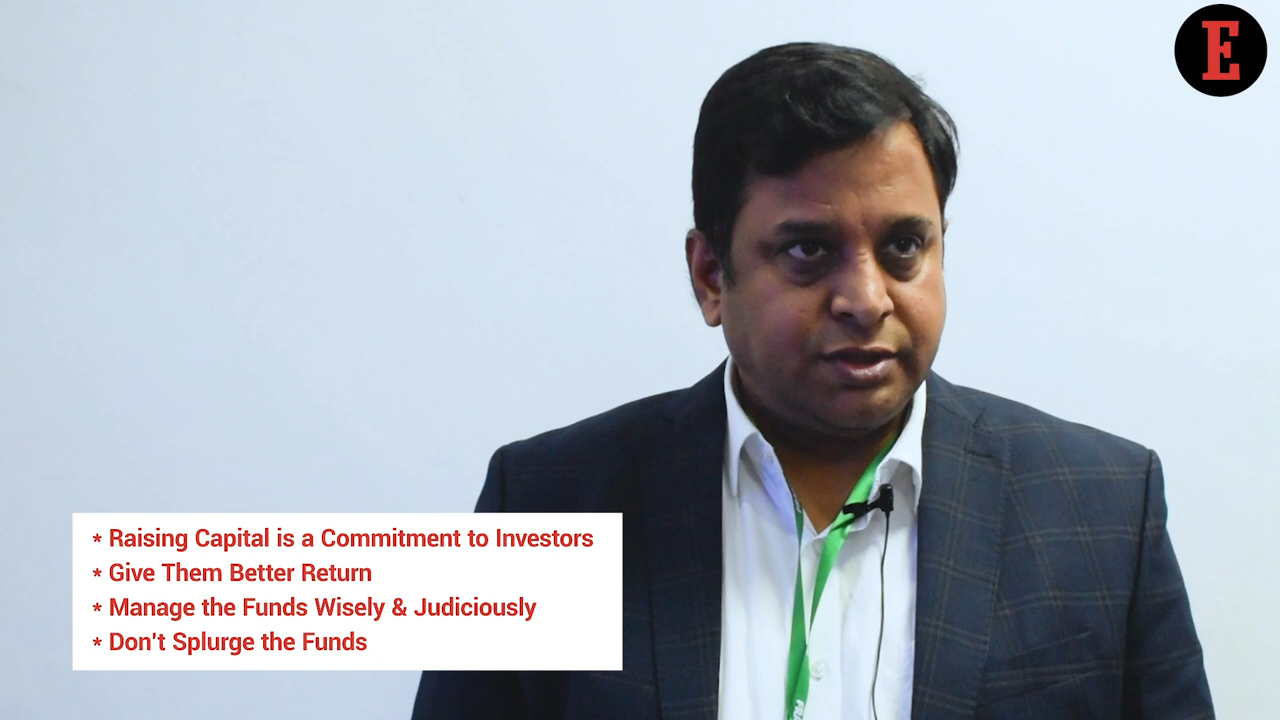 E
* Raising Capital is a Commitment to Investors
* Give Them Better Return
* Manage the Funds Wisely & Judiciously
* Don't Splurge the Funds